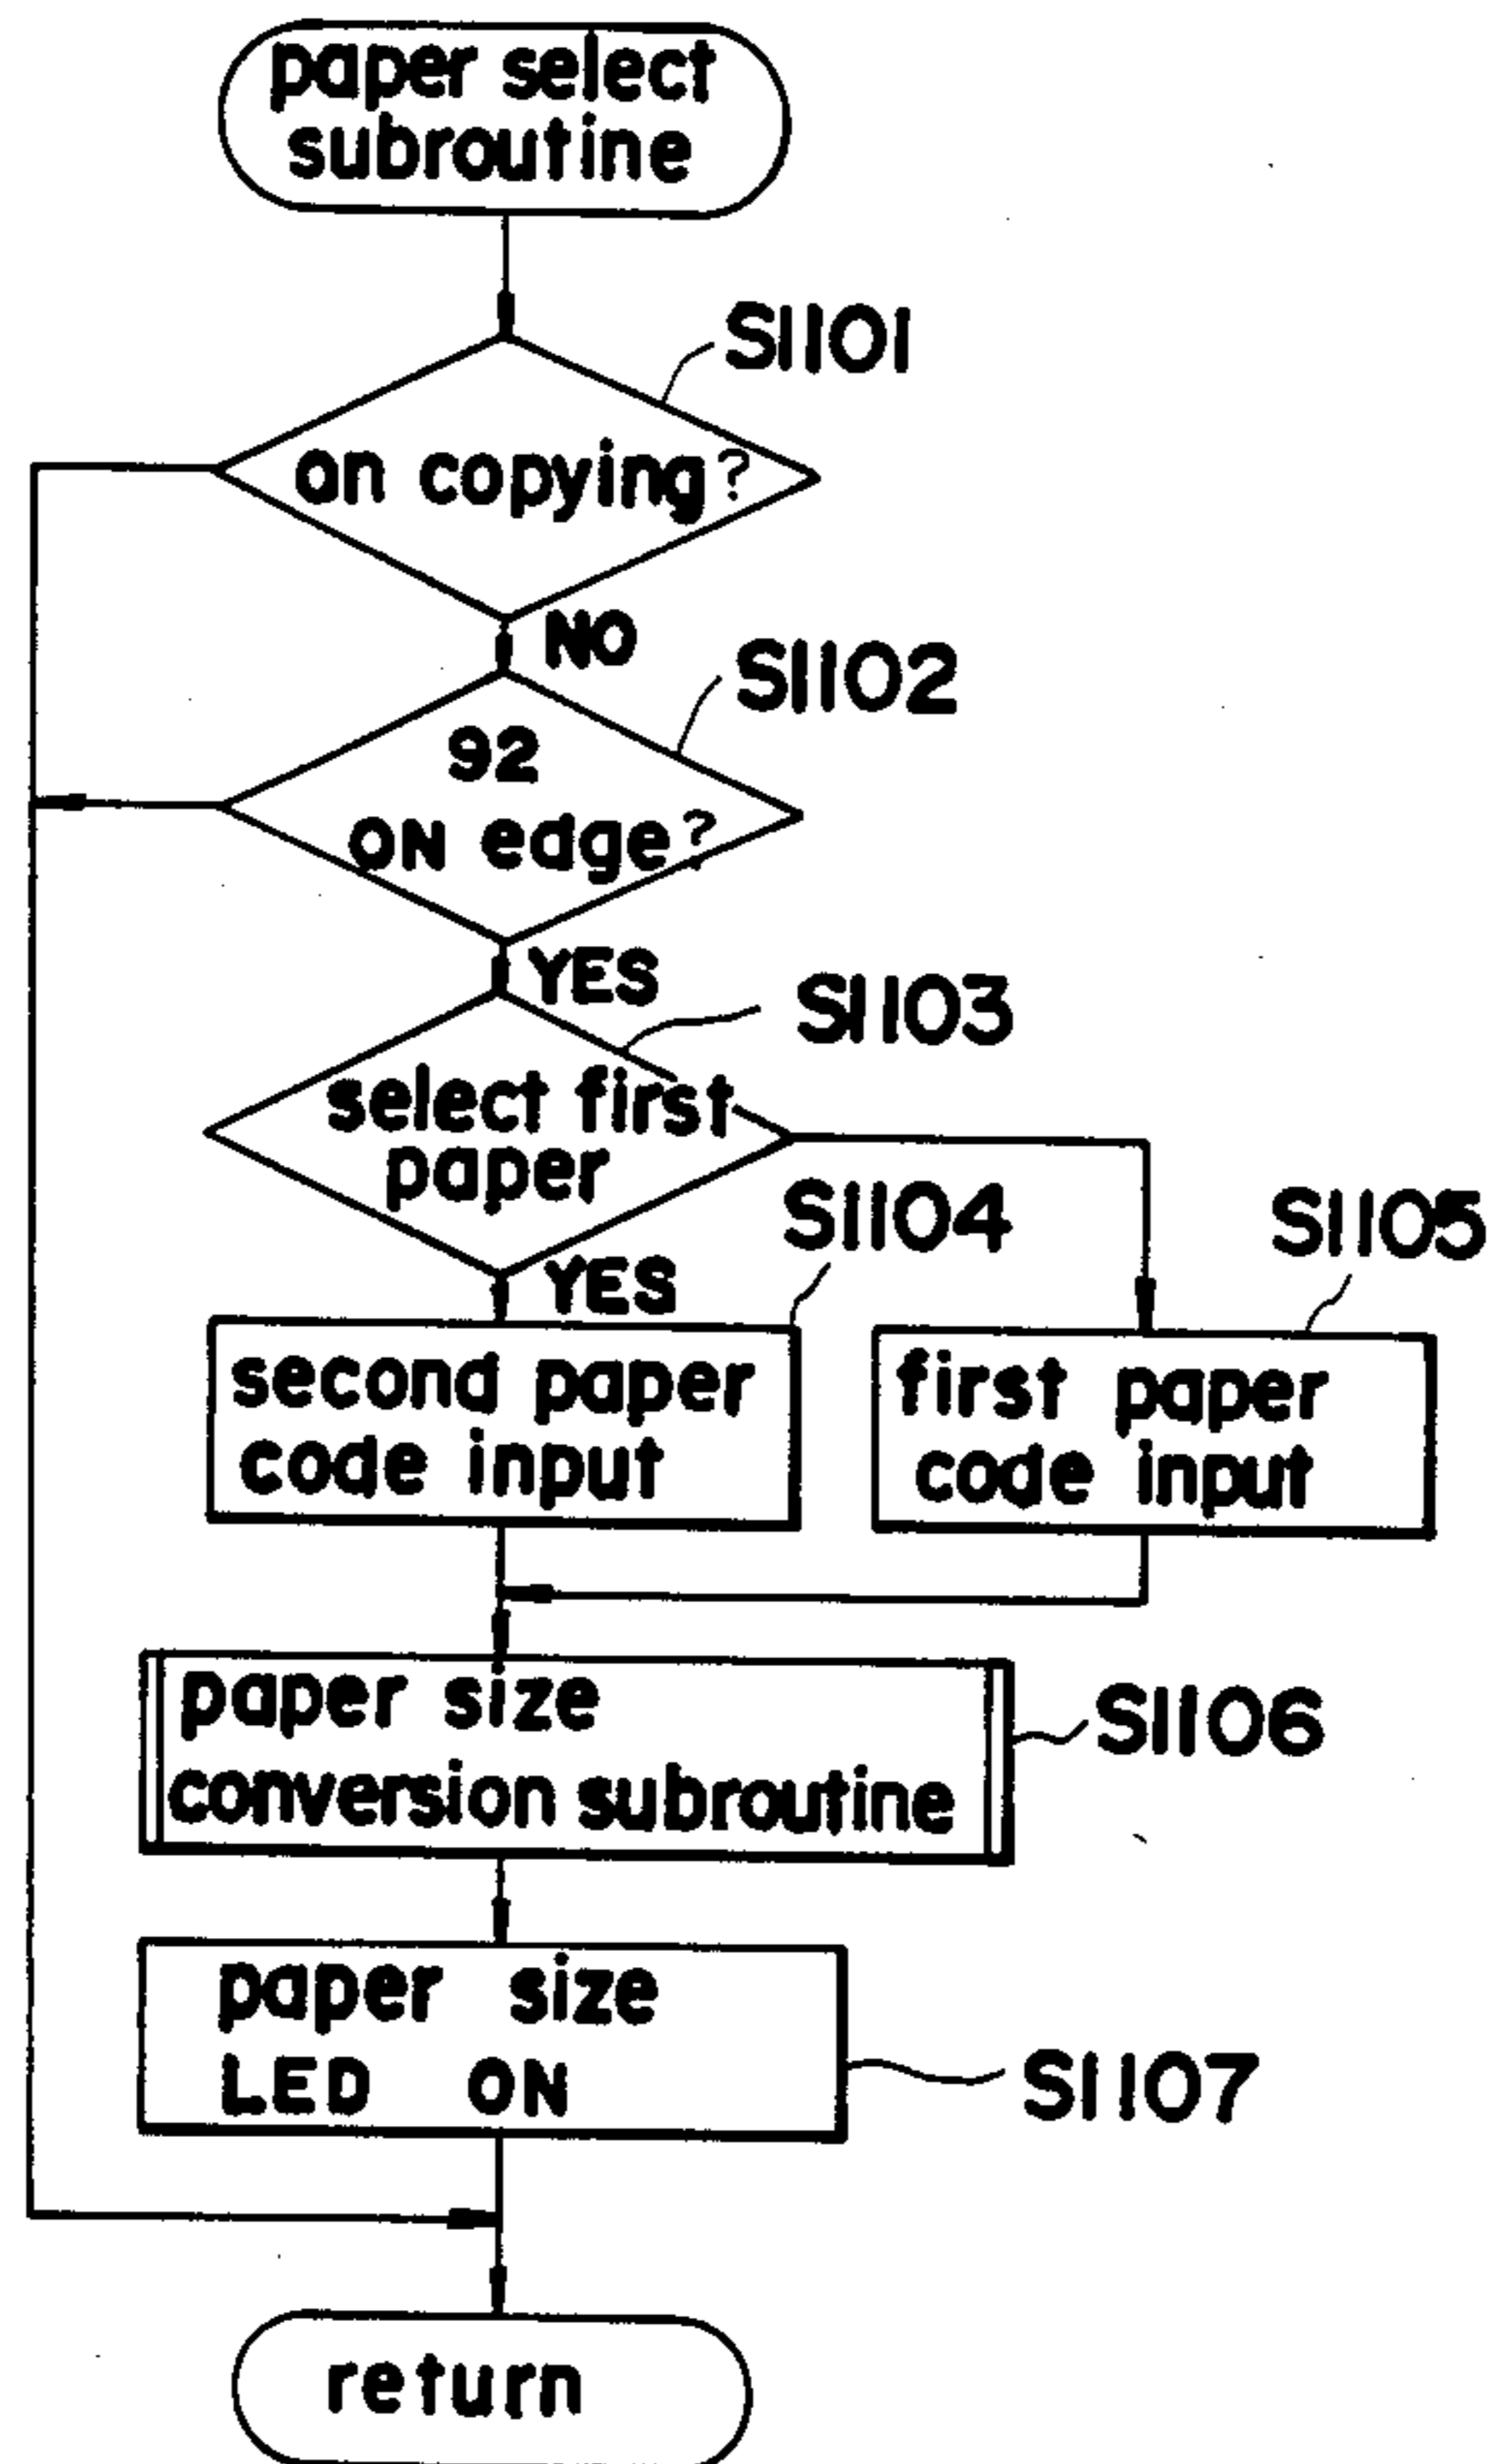 paper select
subroutine
S1101
on copying?
NO
S1102
92
ON edge?
YES
S1103
select first
paper
S1104
S1105
YES
second paper
code input
first paper
code input
paper size
conversion subroutine
S1106
paper size
LED ON
S1107
return